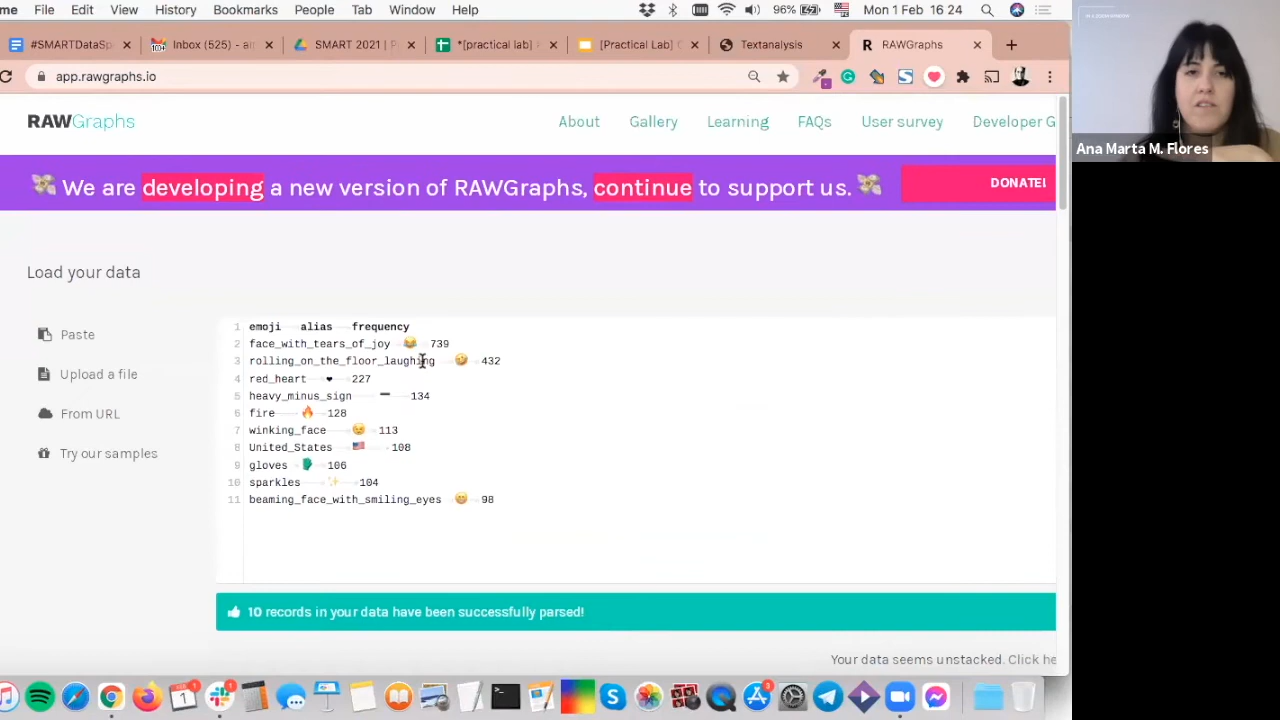 File Edit View History Bookmarks People Tab Window Help 96% Mon 1 Feb 16 24
#SMARTDataSp Inbox (525) - SMART 2021 | P *[practical lab] [Practical Lab] Textanalysis RAWGraphs
app.rawgraphs.io
RAWGraphs About Gallery Learning FAQs User survey Developer G
💸 We are developing a new version of RAWGraphs, continue to support us. 💸 DONATE!
Load your data
Paste
Upload a file
From URL
Try our samples
1 emoji alias frequency
2 face_with_tears_of_joy 😂 739
3 rolling_on_the_floor_laughing 🤣 432
4 red_heart ❤ 227
5 heavy_minus_sign ➖ 134
6 fire 🔥 128
7 winking_face 😉 113
8 United_States 🇺🇸 108
9 gloves 🧤 106
10 sparkles ✨ 104
11 beaming_face_with_smiling_eyes 😁 98
10 records in your data have been successfully parsed!
Your data seems unstacked. Click he
Ana Marta M. Flores